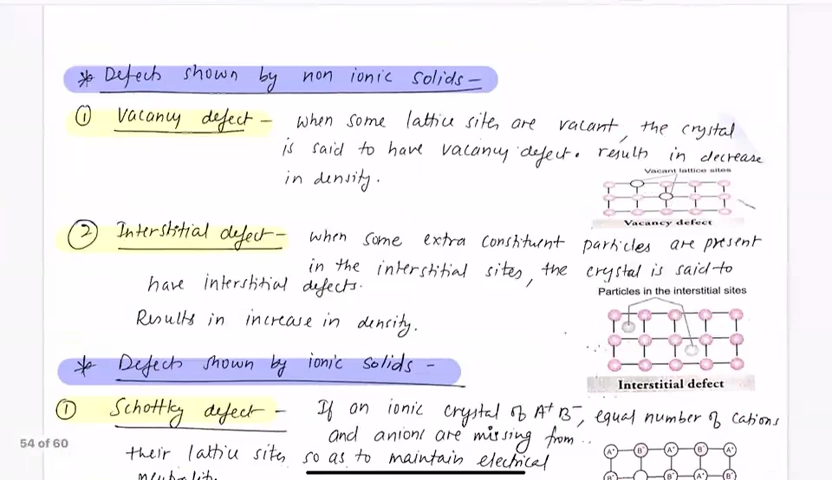 * Defects shown by non ionic solids -
① Vacancy defect - when some lattice sites are vacant, the crystal
is said to have vacancy defect. results in decrease
in density.
Vacant lattice sites
Vacancy defect
② Interstitial defect - when some extra constituent particles are present
in the interstitial sites, the crystal is said to
have interstitial defects.
Particles in the interstitial sites
Results in increase in density.
Interstitial defect
* Defects shown by ionic solids -
① Schottky defect - If an ionic crystal of A⁺ B⁻, equal number of cations
and anions are missing from
54 of 60
their lattice sites so as to maintain electrical
A⁺ B⁻ A⁺ B⁻ A⁺
neutrality.
B⁻ B⁻ A⁺ B⁻